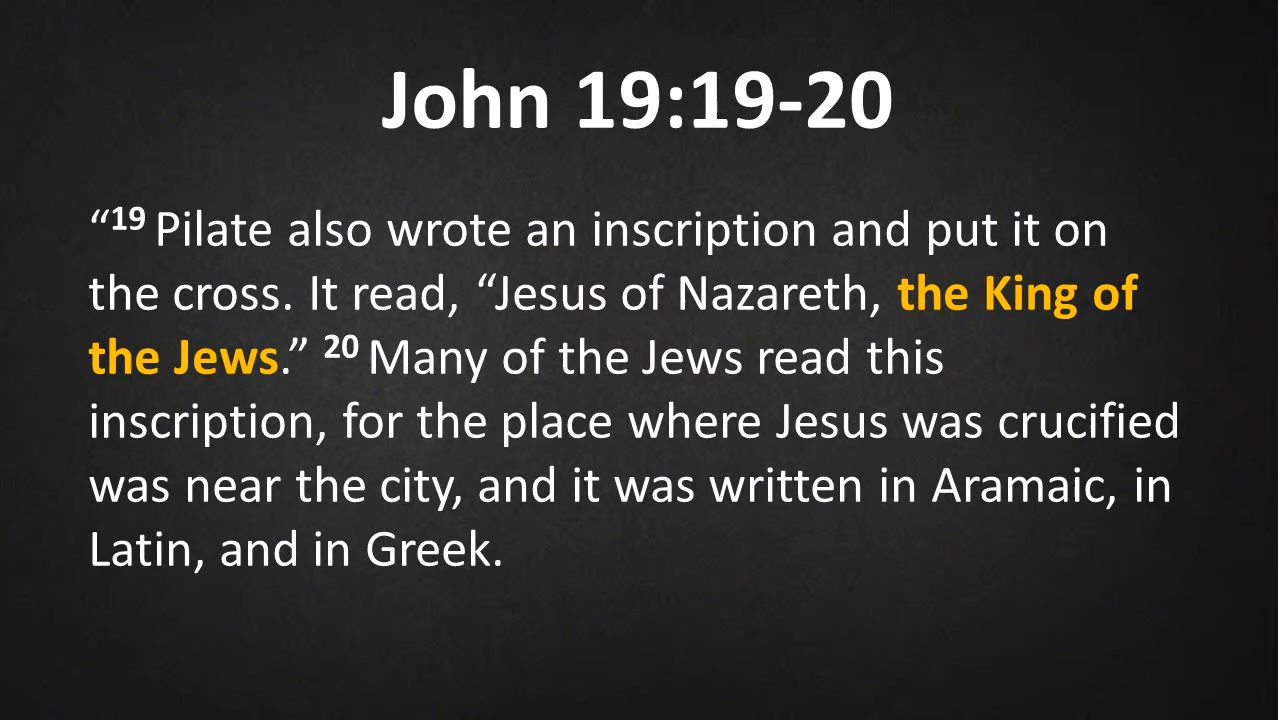 John 19:19-20
“19 Pilate also wrote an inscription and put it on
the cross. It read, “Jesus of Nazareth, the King of
the Jews.” 20 Many of the Jews read this
inscription, for the place where Jesus was crucified
was near the city, and it was written in Aramaic, in
Latin, and in Greek.